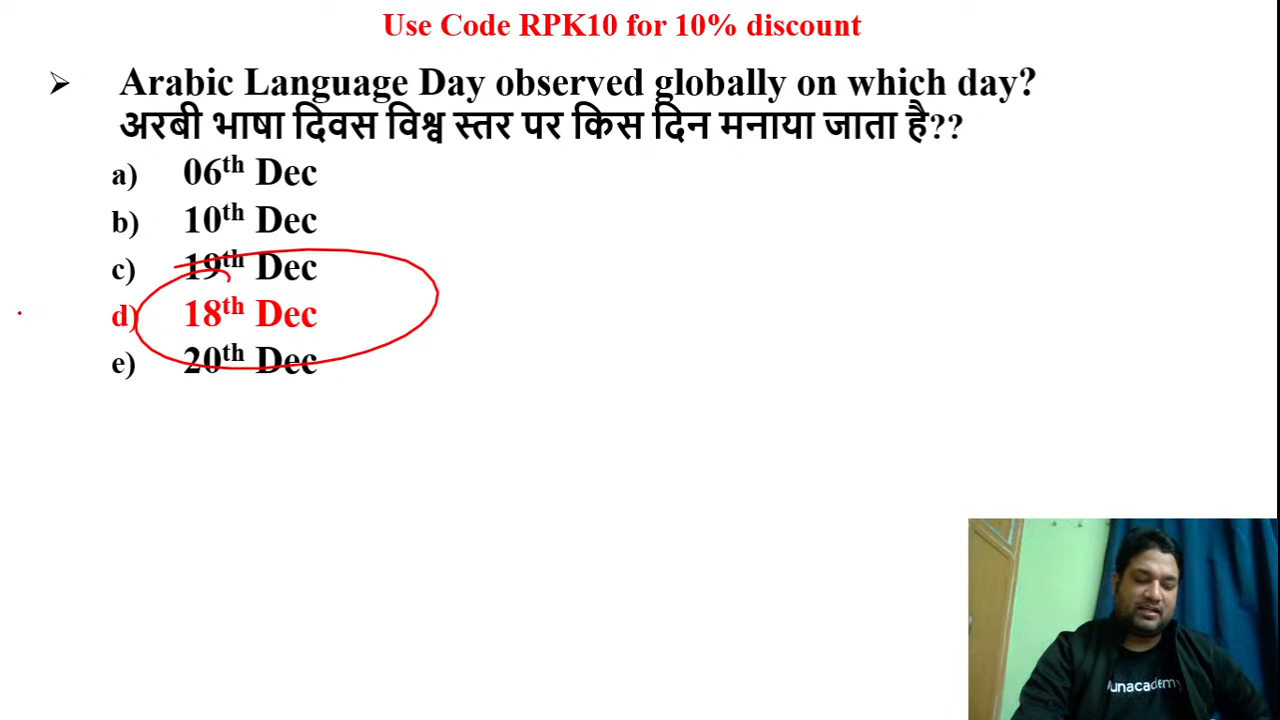 Use Code RPK10 for 10% discount
➢ Arabic Language Day observed globally on which day?
अरबी भाषा दिवस विश्व स्तर पर किस दिन मनाया जाता है??
a) 06th Dec
b) 10th Dec
c) 19th Dec
d) 18th Dec
e) 20th Dec
unacademy